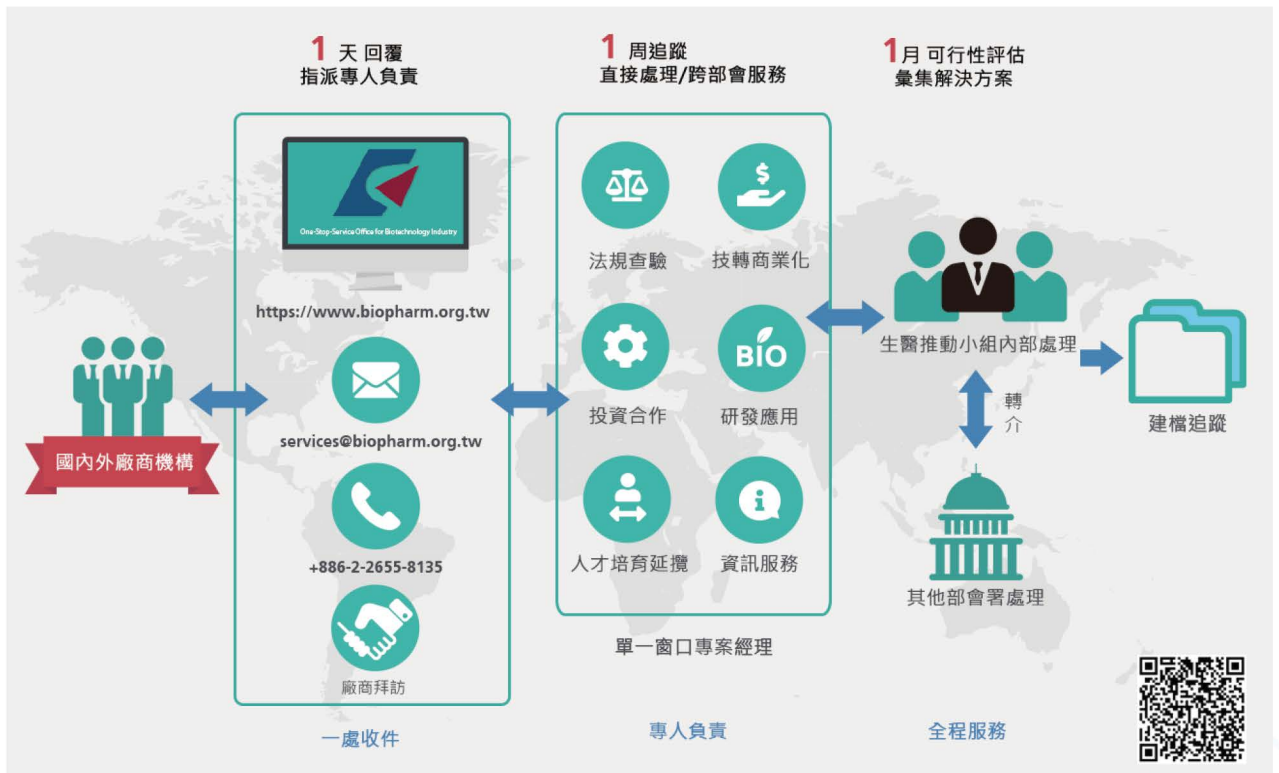 1 天 回覆
指派專人負責
1 周追蹤
直接處理/跨部會服務
1月 可行性評估
彙集解決方案
One-Stop-Service Office for Biotechnology Industry
https://www.biopharm.org.tw
services@biopharm.org.tw
+886-2-2655-8135
廠商拜訪
國內外廠商機構
法規查驗
技轉商業化
$
投資合作
BIO
研發應用
人才培育延攬
i
資訊服務
單一窗口專案經理
生醫推動小組內部處理
轉
介
其他部會署處理
建檔追蹤
一處收件
專人負責
全程服務